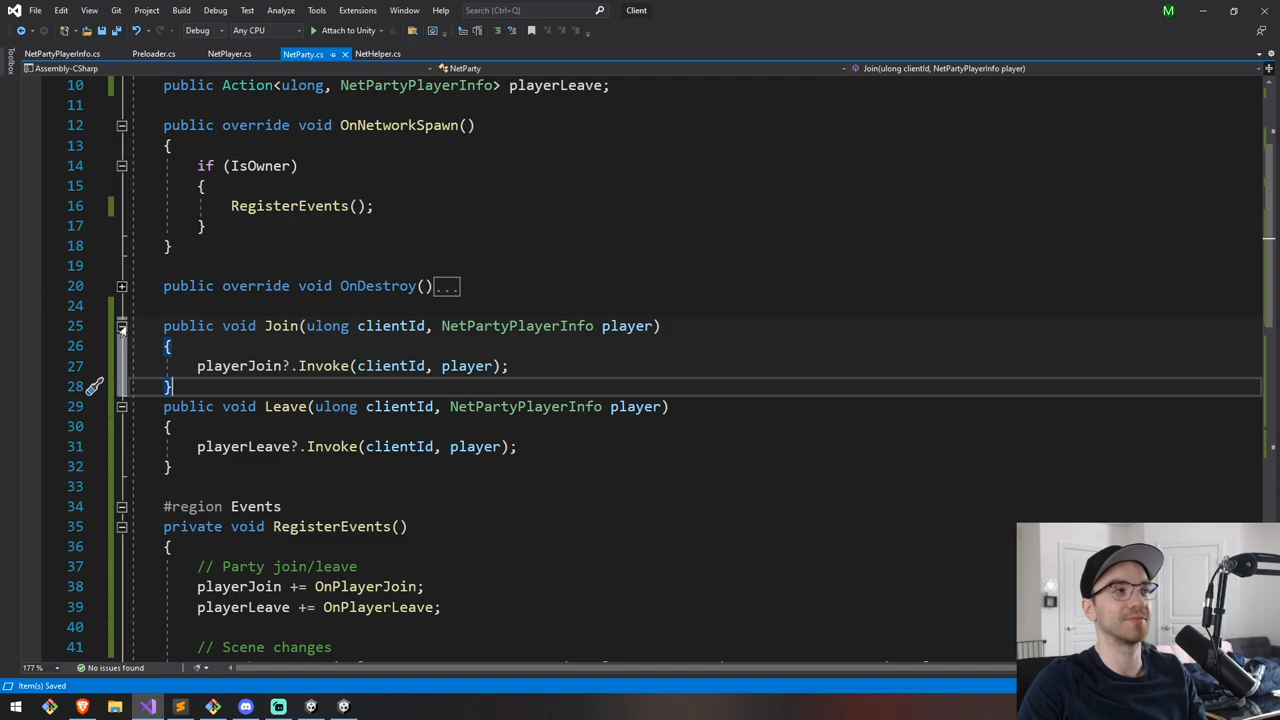 File Edit View Git Project Build Debug Test Analyze Tools Extensions Window Help Search (Ctrl+Q) Client M
Debug Any CPU Attach to Unity
Toolbox
NetPartyPlayerInfo.cs Preloader.cs NetPlayer.cs NetParty.cs NetHelper.cs
Assembly-CSharp NetParty Join(ulong clientId, NetPartyPlayerInfo player)
10 public Action<ulong, NetPartyPlayerInfo> playerLeave;
11
12 public override void OnNetworkSpawn()
13 {
14 if (IsOwner)
15 {
16 RegisterEvents();
17 }
18 }
19
20 public override void OnDestroy()...
24
25 public void Join(ulong clientId, NetPartyPlayerInfo player)
26 {
27 playerJoin?.Invoke(clientId, player);
28 }
29 public void Leave(ulong clientId, NetPartyPlayerInfo player)
30 {
31 playerLeave?.Invoke(clientId, player);
32 }
33
34 #region Events
35 private void RegisterEvents()
36 {
37 // Party join/leave
38 playerJoin += OnPlayerJoin;
39 playerLeave += OnPlayerLeave;
40
41 // Scene changes
177 % No issues found
Item(s) Saved